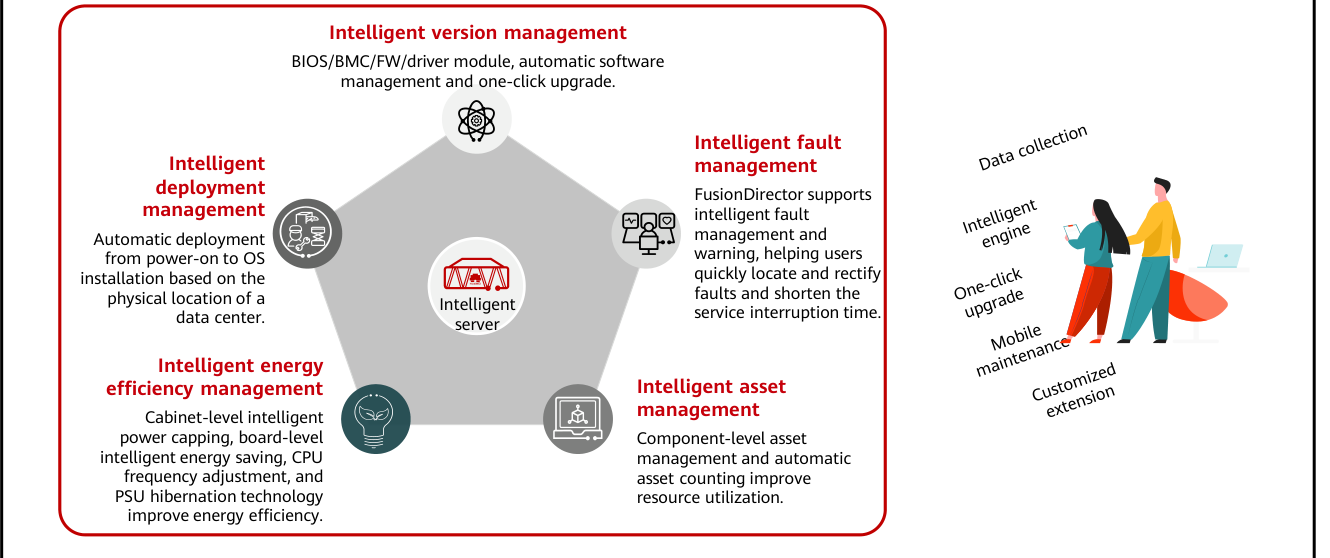 Intelligent version management
BIOS/BMC/FW/driver module, automatic software
management and one-click upgrade.
Intelligent
deployment
management
Automatic deployment
from power-on to OS
installation based on the
physical location of a
data center.
Intelligent fault
management
FusionDirector supports
intelligent fault
management and
warning, helping users
quickly locate and rectify
faults and shorten the
service interruption time.
Intelligent
server
Intelligent energy
efficiency management
Cabinet-level intelligent
power capping, board-level
intelligent energy saving, CPU
frequency adjustment, and
PSU hibernation technology
improve energy efficiency.
Intelligent asset
management
Component-level asset
management and automatic
asset counting improve
resource utilization.
Data collection
Intelligent
engine
One-click
upgrade
Mobile
maintenance
Customized
extension